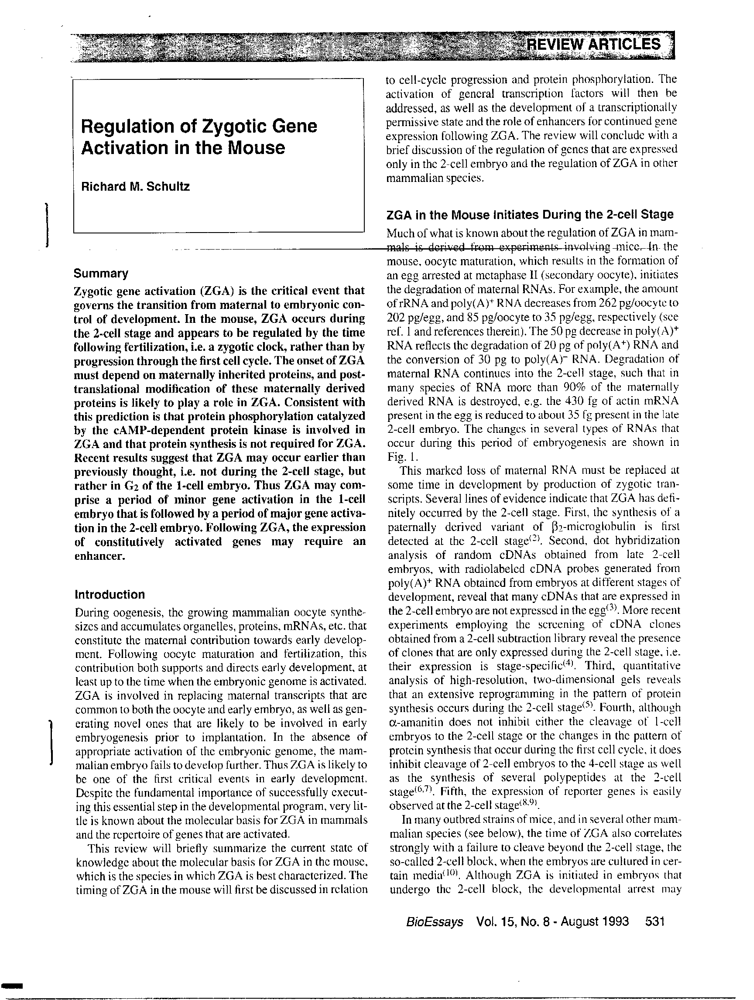 REVIEW ARTICLES
Regulation of Zygotic Gene
Activation in the Mouse
Richard M. Schultz
Summary
Zygotic gene activation (ZGA) is the critical event that
governs the transition from maternal to embryonic con-
trol of development. In the mouse, ZGA occurs during
the 2-cell stage and appears to be regulated by the time
following fertilization, i.e. a zygotic clock, rather than by
progression through the first cell cycle. The onset of ZGA
must depend on maternally inherited proteins, and post-
translational modification of these maternally derived
proteins is likely to play a role in ZGA. Consistent with
this prediction is that protein phosphorylation catalyzed
by the cAMP-dependent protein kinase is involved in
ZGA and that protein synthesis is not required for ZGA.
Recent results suggest that ZGA may occur earlier than
previously thought, i.e. not during the 2-cell stage, but
rather in G₂ of the 1-cell embryo. Thus ZGA may com-
prise a period of minor gene activation in the 1-cell
embryo that is followed by a period of major gene activa-
tion in the 2-cell embryo. Following ZGA, the expression
of constitutively activated genes may require an
enhancer.
Introduction
During oogenesis, the growing mammalian oocyte synthe-
sizes and accumulates organelles, proteins, mRNAs, etc. that
constitute the maternal contribution towards early develop-
ment. Following oocyte maturation and fertilization, this
contribution both supports and directs early development, at
least up to the time when the embryonic genome is activated.
ZGA is involved in replacing maternal transcripts that are
common to both the oocyte and early embryo, as well as gen-
erating novel ones that are likely to be involved in early
embryogenesis prior to implantation. In the absence of
appropriate activation of the embryonic genome, the mam-
malian embryo fails to develop further. Thus ZGA is likely to
be one of the first critical events in early development.
Despite the fundamental importance of successfully execut-
ing this essential step in the developmental program, very lit-
tle is known about the molecular basis for ZGA in mammals
and the repertoire of genes that are activated.
This review will briefly summarize the current state of
knowledge about the molecular basis for ZGA in the mouse,
which is the species in which ZGA is best characterized. The
timing of ZGA in the mouse will first be discussed in relation
to cell-cycle progression and protein phosphorylation. The
activation of general transcription factors will then be
addressed, as well as the development of a transcriptionally
permissive state and the role of enhancers for continued gene
expression following ZGA. The review will conclude with a
brief discussion of the regulation of genes that are expressed
only in the 2-cell embryo and the regulation of ZGA in other
mammalian species.
ZGA in the Mouse Initiates During the 2-cell Stage
Much of what is known about the regulation of ZGA in mam-
mals is derived from experiments involving mice. In the
mouse, oocyte maturation, which results in the formation of
an egg arrested at metaphase II (secondary oocyte), initiates
the degradation of maternal RNAs. For example, the amount
of rRNA and poly(A)⁺ RNA decreases from 262 pg/oocyte to
202 pg/egg, and 85 pg/oocyte to 35 pg/egg, respectively (see
ref. 1 and references therein). The 50 pg decrease in poly(A)⁺
RNA reflects the degradation of 20 pg of poly(A⁺) RNA and
the conversion of 30 pg to poly(A)⁻ RNA. Degradation of
maternal RNA continues into the 2-cell stage, such that in
many species of RNA more than 90% of the maternally
derived RNA is destroyed, e.g. the 430 fg of actin mRNA
present in the egg is reduced to about 35 fg present in the late
2-cell embryo. The changes in several types of RNAs that
occur during this period of embryogenesis are shown in
Fig. 1.
This marked loss of maternal RNA must be replaced at
some time in development by production of zygotic tran-
scripts. Several lines of evidence indicate that ZGA has defi-
nitely occurred by the 2-cell stage. First, the synthesis of a
paternally derived variant of β₂-microglobulin is first
detected at the 2-cell stage⁽²⁾. Second, dot hybridization
analysis of random cDNAs obtained from late 2-cell
embryos, with radiolabeled cDNA probes generated from
poly(A)⁺ RNA obtained from embryos at different stages of
development, reveal that many cDNAs that are expressed in
the 2-cell embryo are not expressed in the egg⁽³⁾. More recent
experiments employing the screening of cDNA clones
obtained from a 2-cell subtraction library reveal the presence
of clones that are only expressed during the 2-cell stage, i.e.
their expression is stage-specific⁽⁴⁾. Third, quantitative
analysis of high-resolution, two-dimensional gels reveals
that an extensive reprogramming in the pattern of protein
synthesis occurs during the 2-cell stage⁽⁵⁾. Fourth, although
α-amanitin does not inhibit either the cleavage of 1-cell
embryos to the 2-cell stage or the changes in the pattern of
protein synthesis that occur during the first cell cycle, it does
inhibit cleavage of 2-cell embryos to the 4-cell stage as well
as the synthesis of several polypeptides at the 2-cell
stage⁽⁶,⁷⁾. Fifth, the expression of reporter genes is easily
observed at the 2-cell stage⁽⁸,⁹⁾.
In many outbred strains of mice, and in several other mam-
malian species (see below), the time of ZGA also correlates
strongly with a failure to cleave beyond the 2-cell stage, the
so-called 2-cell block, when the embryos are cultured in cer-
tain media⁽¹⁰⁾. Although ZGA is initiated in embryos that
undergo the 2-cell block, the developmental arrest may
BioEssays Vol. 15, No. 8 - August 1993 531